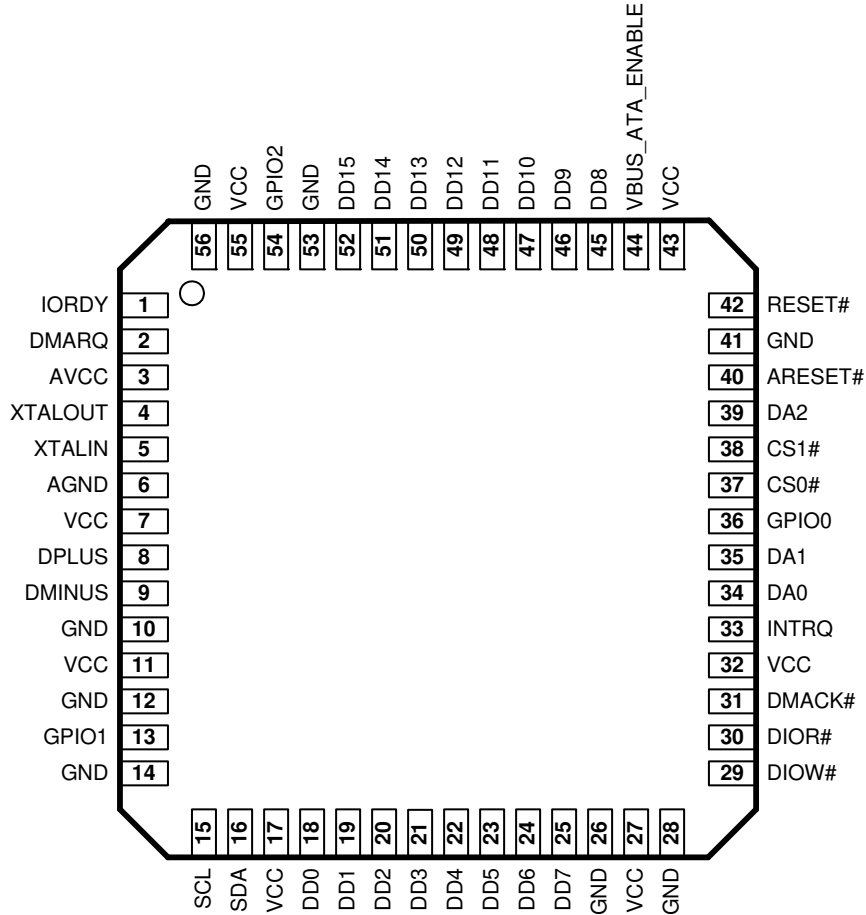 GND VCC GPIO2 GND DD15 DD14 DD13 DD12 DD11 DD10 DD9 DD8 VBUS_ATA_ENABLE VCC
56 55 54 53 52 51 50 49 48 47 46 45 44 43
IORDY 1
DMARQ 2
AVCC 3
XTALOUT 4
XTALIN 5
AGND 6
VCC 7
DPLUS 8
DMINUS 9
GND 10
VCC 11
GND 12
GPIO1 13
GND 14
42 RESET#
41 GND
40 ARESET#
39 DA2
38 CS1#
37 CS0#
36 GPIO0
35 DA1
34 DA0
33 INTRQ
32 VCC
31 DMACK#
30 DIOR#
29 DIOW#
15 16 17 18 19 20 21 22 23 24 25 26 27 28
SCL SDA VCC DD0 DD1 DD2 DD3 DD4 DD5 DD6 DD7 GND VCC GND